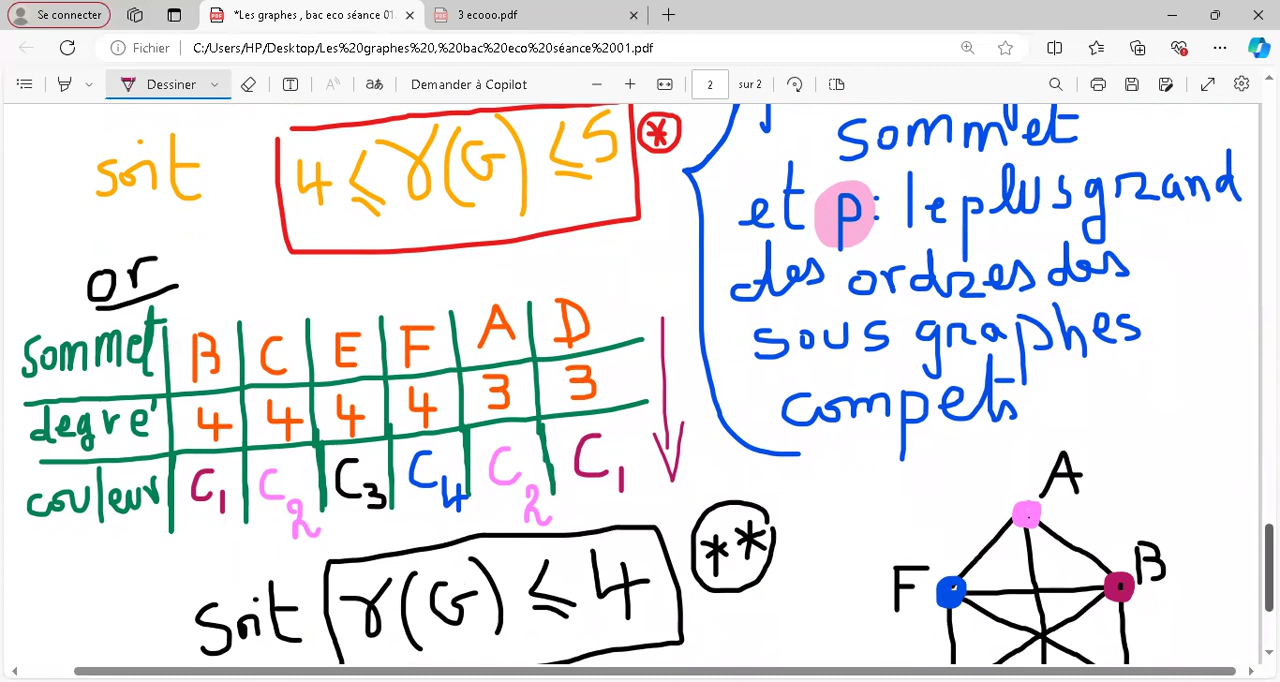 Se connecter
*Les graphes , bac eco séance 01.
3 ecooo.pdf
Fichier
C:/Users/HP/Desktop/Les%20graphes%20,%20bac%20eco%20séance%2001.pdf
Dessiner
aあ
Demander à Copilot
2
sur 2
soit
4 ≤ γ(G) ≤ 5
*
sommet
et p: le plus grand
des ordres des
sous graphes
compets
or
sommet B C E F A D
degré 4 4 4 4 3 3
couleur C1 C2 C3 C4 C2 C1
soit γ(G) ≤ 4
**
A
F
B